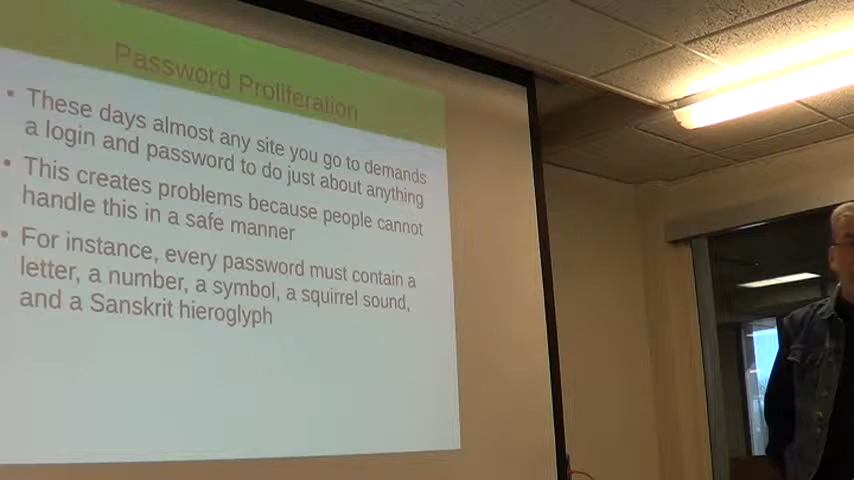 Password Proliferation
• These days almost any site you go to demands
a login and password to do just about anything
• This creates problems because people cannot
handle this in a safe manner
• For instance, every password must contain a
letter, a number, a symbol, a squirrel sound,
and a Sanskrit hieroglyph